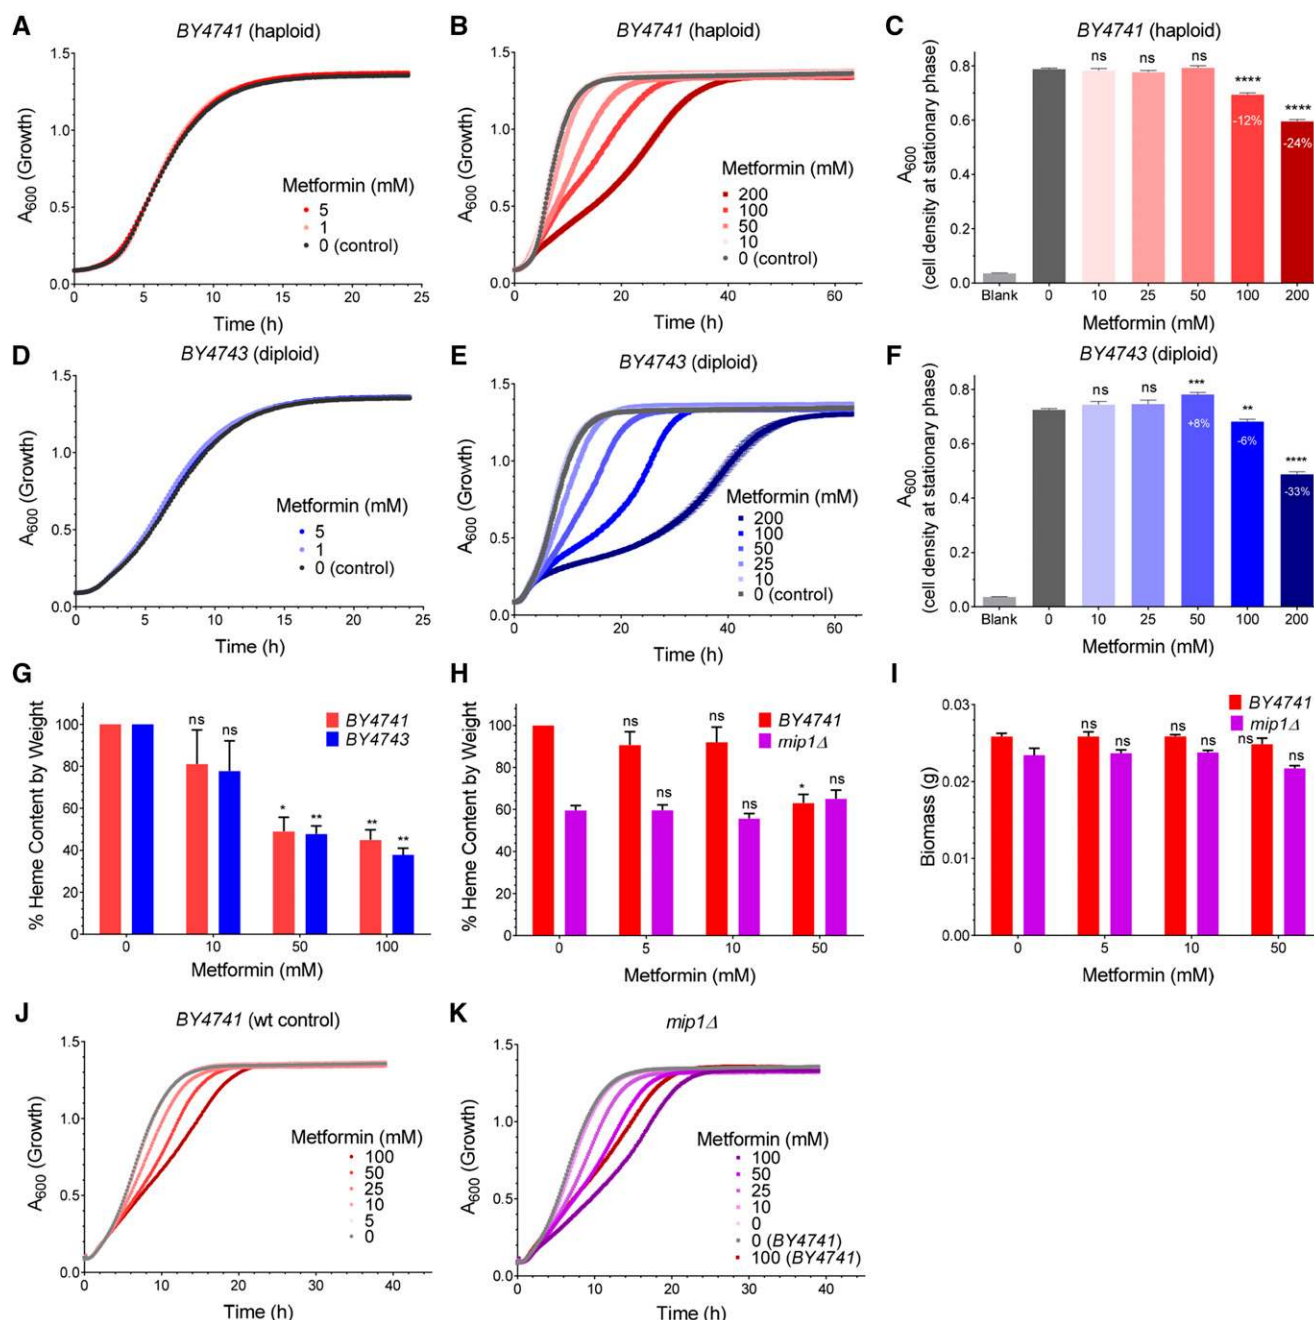 A
BY4741 (haploid)
A600 (Growth)
1.5
1.0
0.5
0.0
0 5 10 15 20 25
Time (h)
Metformin (mM)
5
1
0 (control)
B
BY4741 (haploid)
A600 (Growth)
1.5
1.0
0.5
0.0
0 20 40 60
Time (h)
Metformin (mM)
200
100
50
10
0 (control)
C
BY4741 (haploid)
A600
(cell density at stationary phase)
0.8
0.6
0.4
0.2
0.0
ns ns ns **** ****
-12%
-24%
Blank 0 10 25 50 100 200
Metformin (mM)
D
BY4743 (diploid)
A600 (Growth)
1.5
1.0
0.5
0.0
0 5 10 15 20 25
Time (h)
Metformin (mM)
5
1
0 (control)
E
BY4743 (diploid)
A600 (Growth)
1.5
1.0
0.5
0.0
0 20 40 60
Time (h)
Metformin (mM)
200
100
50
25
10
0 (control)
F
BY4743 (diploid)
A600
(cell density at stationary phase)
0.8
0.6
0.4
0.2
0.0
ns ns *** ** ****
+8%
-6%
-33%
Blank 0 10 25 50 100 200
Metformin (mM)
G
% Heme Content by Weight
100
80
60
40
20
0
BY4741
BY4743
ns ns * ** ** **
0 10 50 100
Metformin (mM)
H
% Heme Content by Weight
100
80
60
40
60
80
100
BY4741
mip1Δ
ns ns ns ns * ns
0 5 10 50
Metformin (mM)
I
Biomass (g)
0.03
0.02
0.01
0.00
BY4741
mip1Δ
ns ns ns ns ns ns
0 5 10 50
Metformin (mM)
J
BY4741 (wt control)
A600 (Growth)
1.5
1.0
0.5
0.0
0 10 20 30 40
Time (h)
Metformin (mM)
100
50
25
10
5
0
K
mip1Δ
A600 (Growth)
1.5
1.0
0.5
0.0
0 10 20 30 40
Time (h)
Metformin (mM)
100
50
25
10
0
0 (BY4741)
100 (BY4741)